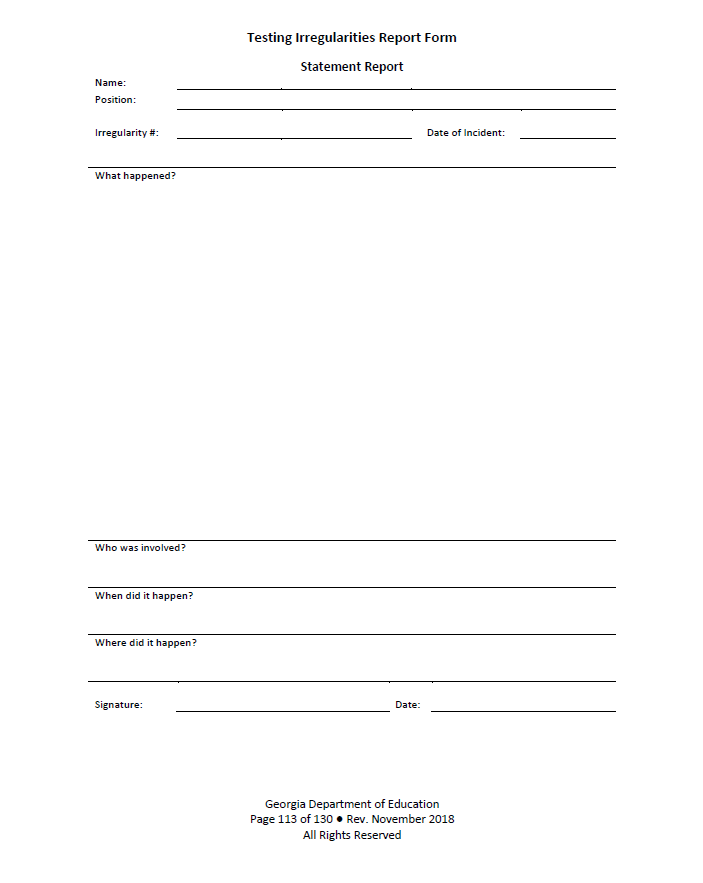 Testing Irregularities Report Form
Statement Report
Name:
Position:
Irregularity #: Date of Incident:
What happened?
Who was involved?
When did it happen?
Where did it happen?
Signature: Date:
Georgia Department of Education
Page 113 of 130 ● Rev. November 2018
All Rights Reserved